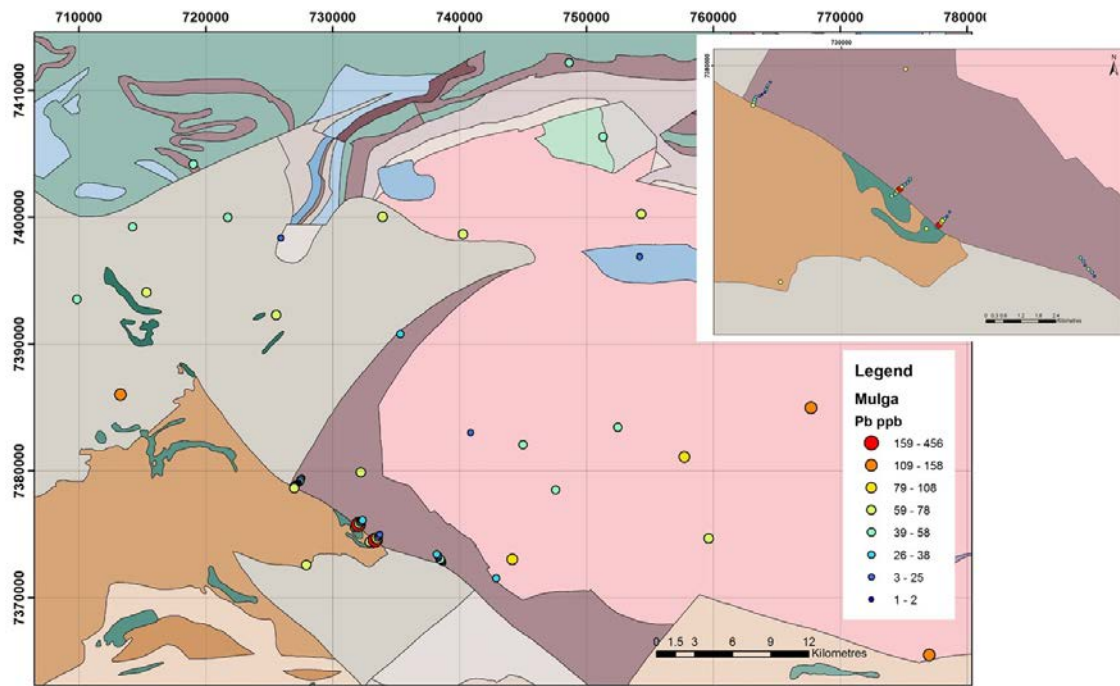 710000 720000 730000 740000 750000 760000 770000 780000
7410000
7400000
7390000
7380000
7370000
N
0 1.5 3 6 9 12
Kilometres
Legend
Mulga
Pb ppb
159 - 456
109 - 158
79 - 108
59 - 78
39 - 58
26 - 38
3 - 25
1 - 2